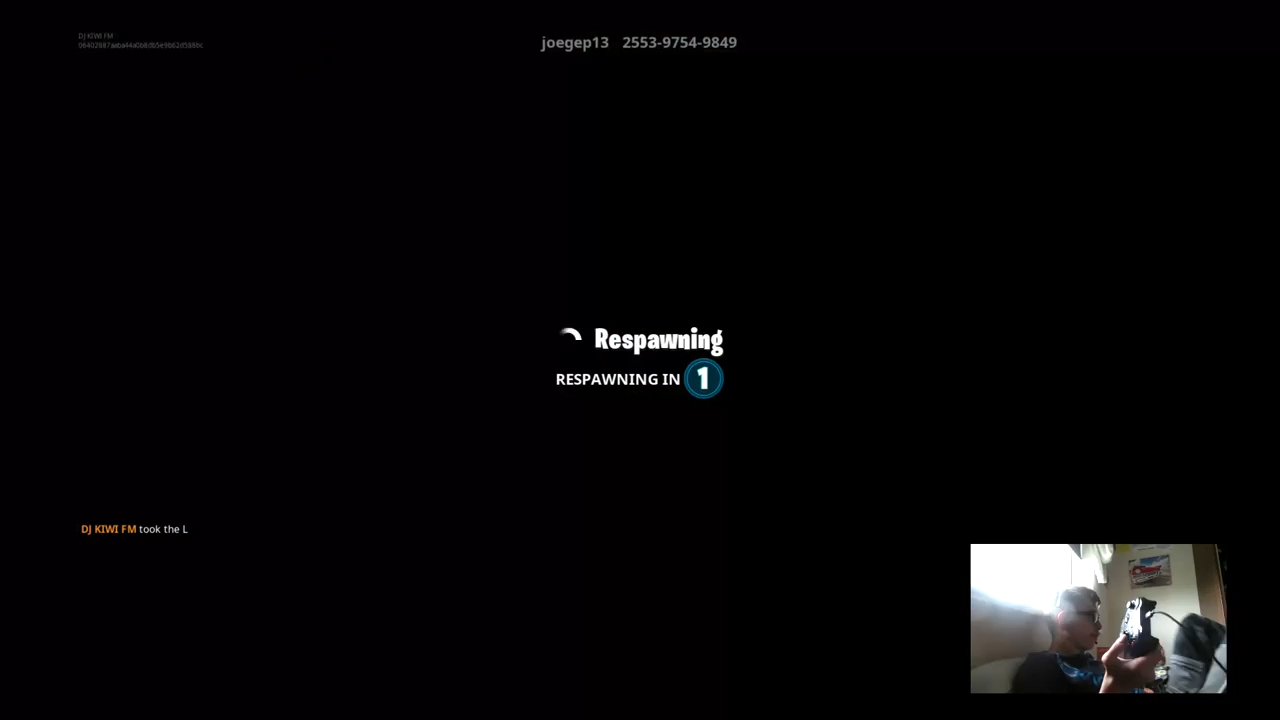 DJ KIWI FM
joegep13 2553-9754-9849
Respawning
RESPAWNING IN 1
DJ KIWI FM took the L